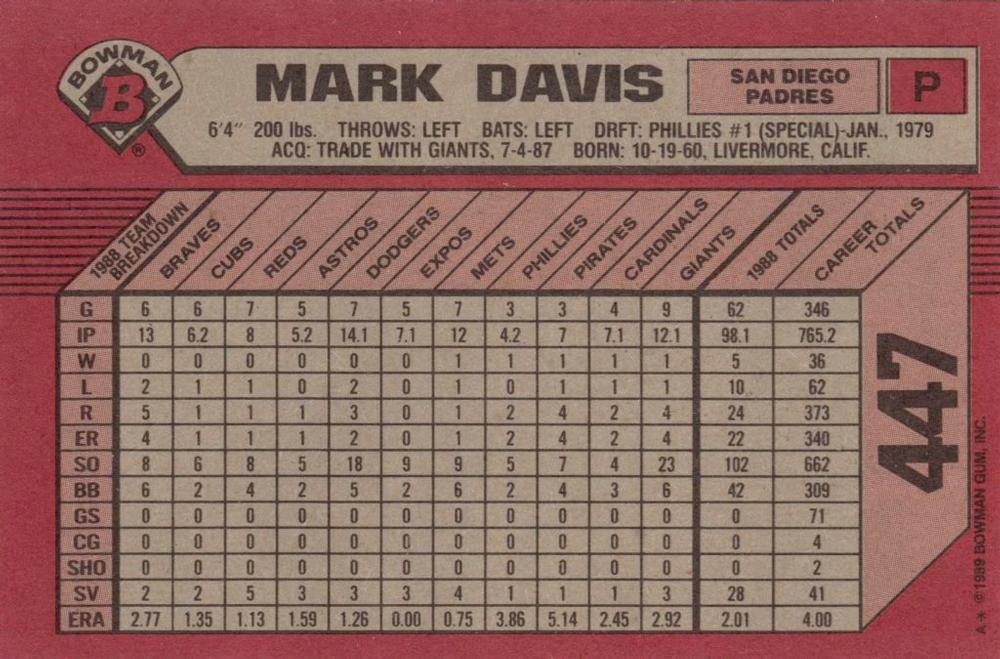 BOWMAN
B
®
MARK DAVIS
SAN DIEGO
PADRES
P
6'4" 200 lbs. THROWS: LEFT BATS: LEFT DRFT: PHILLIES #1 (SPECIAL)-JAN., 1979
ACQ: TRADE WITH GIANTS, 7-4-87 BORN: 10-19-60, LIVERMORE, CALIF.
1988 TEAM BREAKDOWN BRAVES CUBS REDS ASTROS DODGERS EXPOS METS PHILLIES PIRATES CARDINALS GIANTS 1988 TOTALS CAREER TOTALS
G 6 6 7 5 7 5 7 3 3 4 9 62 346
IP 13 6.2 8 5.2 14.1 7.1 12 4.2 7 7.1 12.1 98.1 765.2
W 0 0 0 0 0 0 1 1 1 1 1 5 36
L 2 1 1 0 2 0 1 0 1 1 1 10 62
R 5 1 1 1 3 0 1 2 4 2 4 24 373
ER 4 1 1 1 2 0 1 2 4 2 4 22 340
SO 8 6 8 5 18 9 9 5 7 4 23 102 662
BB 6 2 4 2 5 2 6 2 4 3 6 42 309
GS 0 0 0 0 0 0 0 0 0 0 0 0 71
CG 0 0 0 0 0 0 0 0 0 0 0 0 4
SHO 0 0 0 0 0 0 0 0 0 0 0 0 2
SV 2 2 5 3 3 3 4 1 1 1 3 28 41
ERA 2.77 1.35 1.13 1.59 1.26 0.00 0.75 3.86 5.14 2.45 2.92 2.01 4.00
447
A * ©1989 BOWMAN GUM, INC.